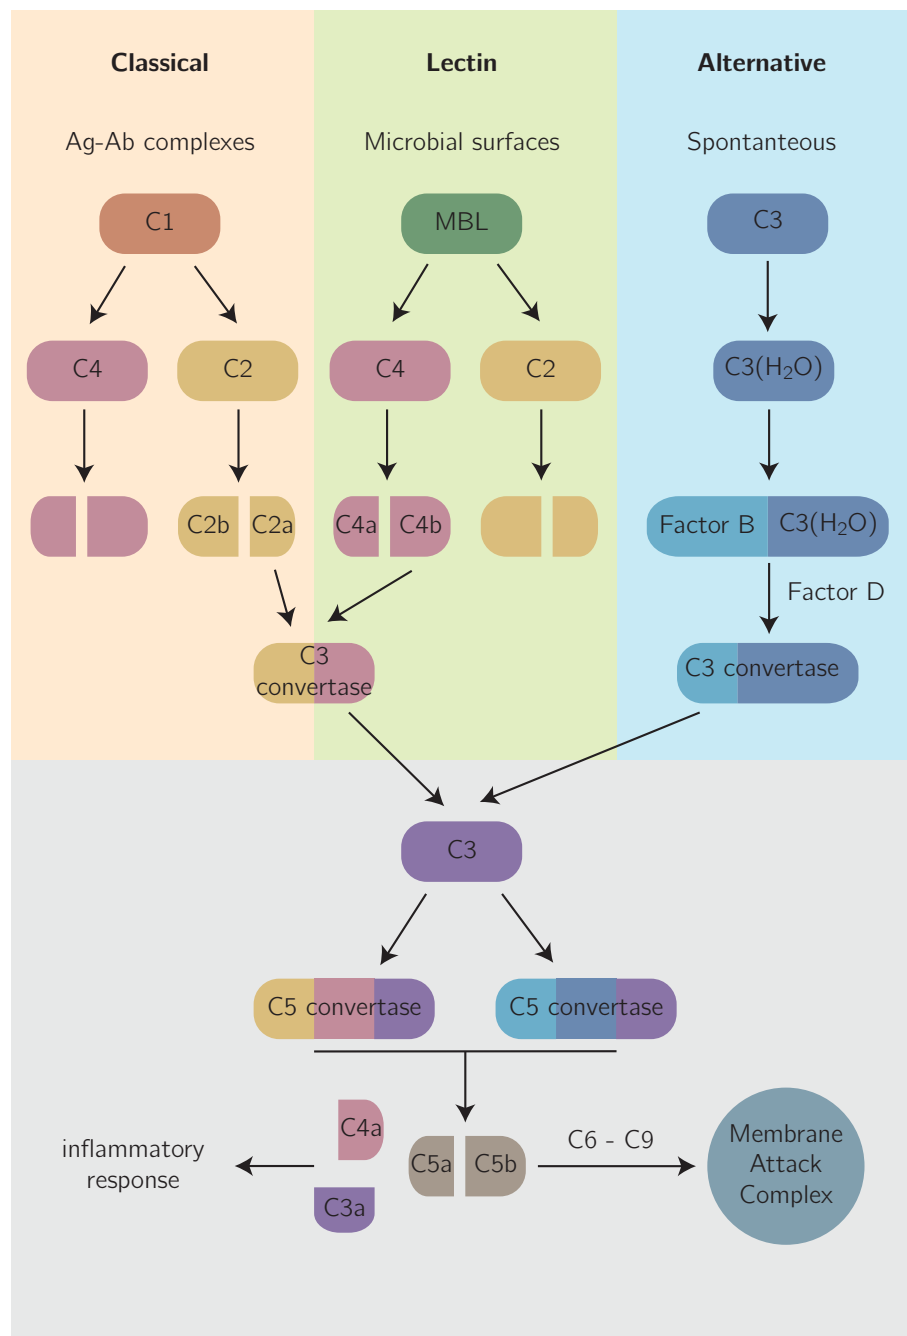 Classical
Lectin
Alternative
Ag-Ab complexes
Microbial surfaces
Spontanteous
C1
MBL
C3
C4
C2
C4
C2
C3(H₂O)
C2b
C2a
C4a
C4b
Factor B
C3(H₂O)
Factor D
C3
convertase
C3 convertase
C3
C5 convertase
C5 convertase
inflammatory
response
C4a
C3a
C5a
C5b
C6 - C9
Membrane
Attack
Complex